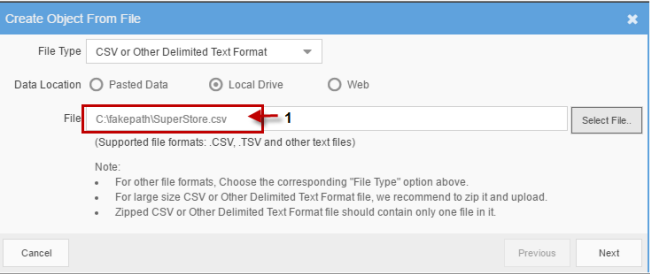 Create Object From File
File Type CSV or Other Delimited Text Format
Data Location Pasted Data Local Drive Web
File C:\fakepath\SuperStore.csv 1 Select File..
(Supported file formats: .CSV, .TSV and other text files)
Note:
• For other file formats, Choose the corresponding "File Type" option above.
• For large size CSV or Other Delimited Text Format file, we recommend to zip it and upload.
• Zipped CSV or Other Delimited Text Format file should contain only one file in it.
Cancel Previous Next